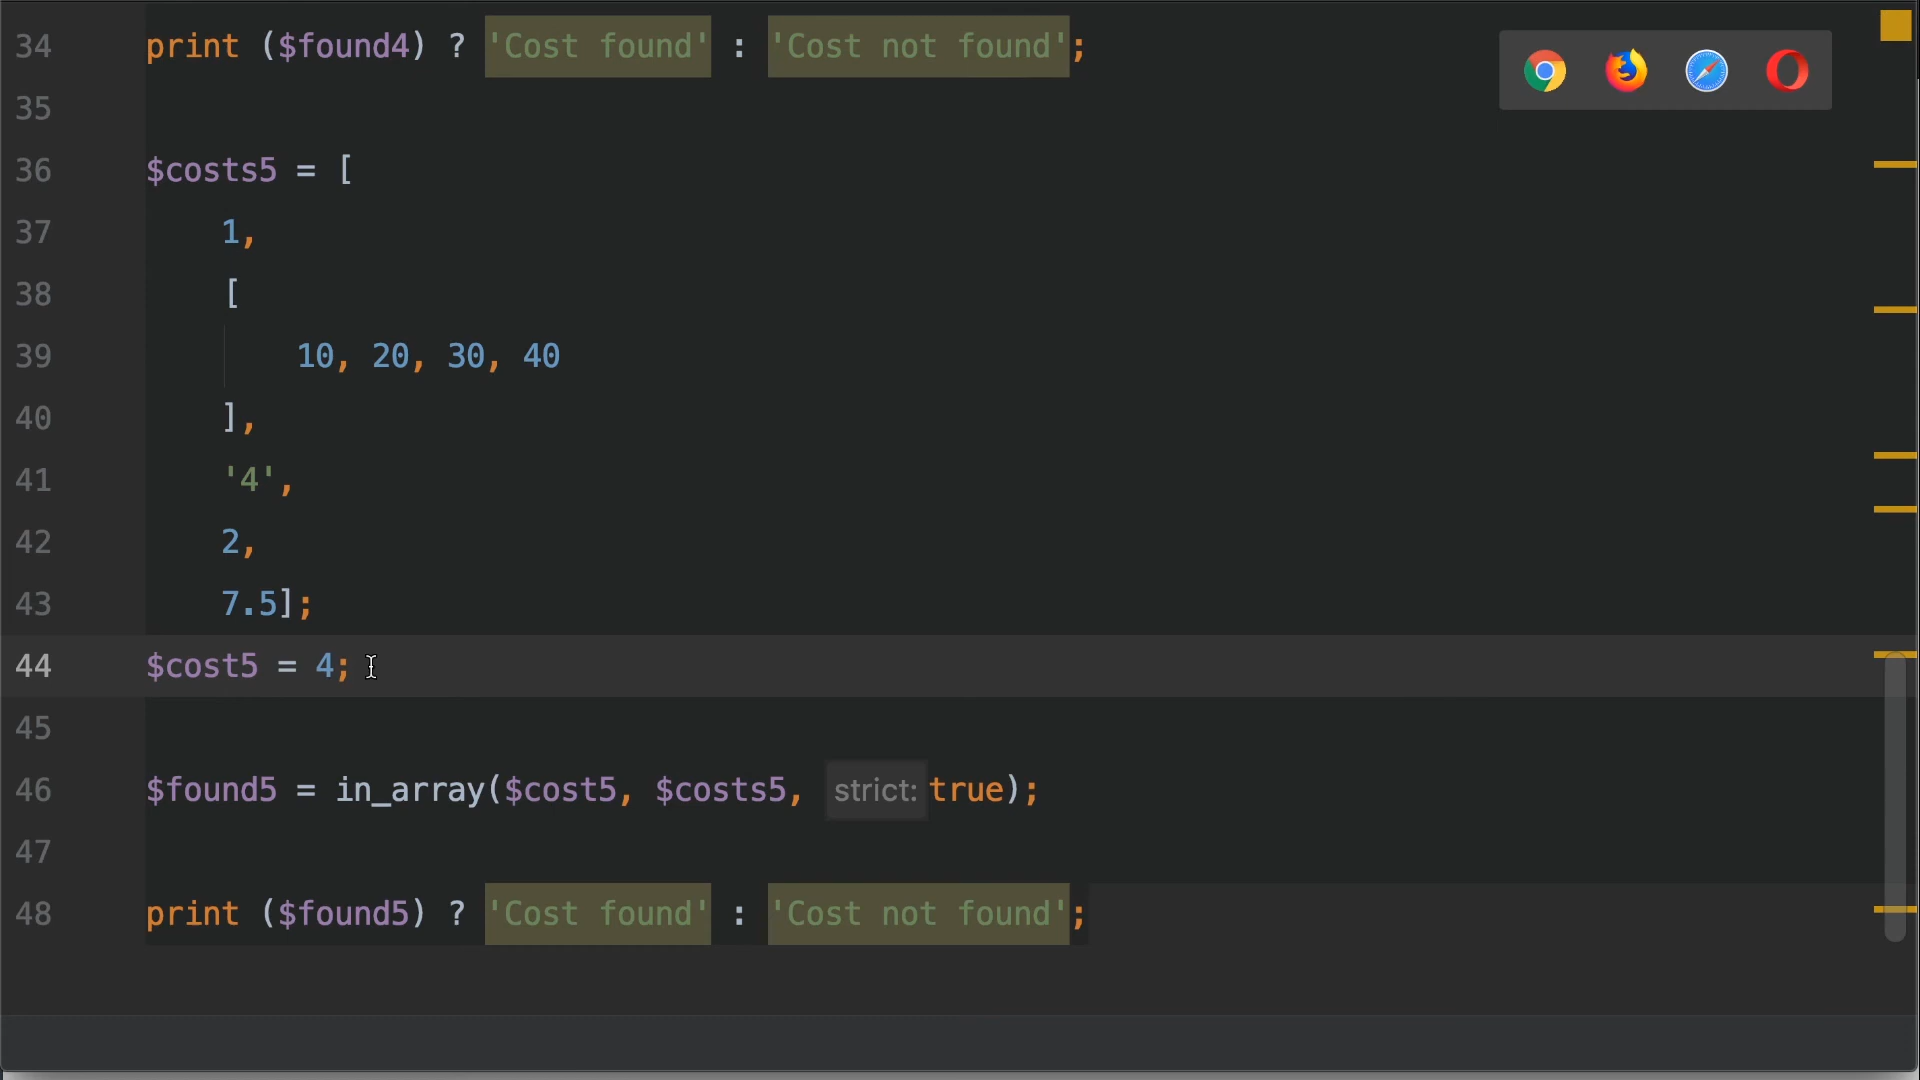 34 print ($found4) ? 'Cost found' : 'Cost not found';
35
36 $costs5 = [
37 1,
38 [
39 10, 20, 30, 40
40 ],
41 '4',
42 2,
43 7.5];
44 $cost5 = 4;
45
46 $found5 = in_array($cost5, $costs5, strict: true);
47
48 print ($found5) ? 'Cost found' : 'Cost not found';